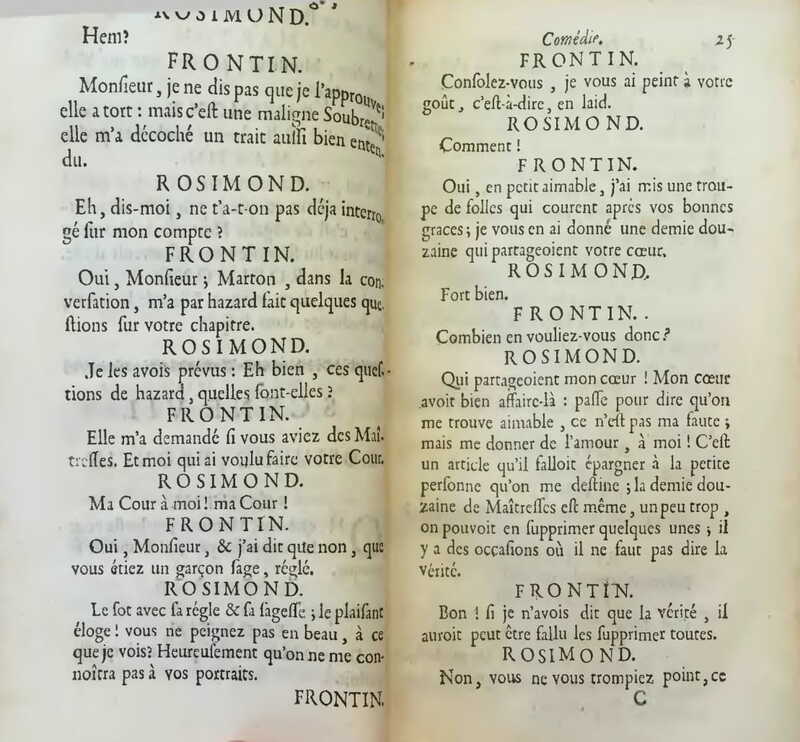 ROSIMOND.
Hem?
FRONTIN.
Monſieur, je ne dis pas que je l'approuve,
elle a tort : mais c'eſt une maligne Soubrette;
elle m'a décoché un trait auſſi bien enten-
du.
ROSIMOND.
Eh, dis-moi, ne t'a-t-on pas déja interro-
gé ſur mon compte ?
FRONTIN.
Oui, Monſieur ; Marton , dans la con-
verſation, m'a par hazard fait quelques que-
ſtions ſur votre chapitre.
ROSIMOND.
Je les avois prévus : Eh bien , ces queſ-
tions de hazard, quelles ſont-elles ?
FRONTIN.
Elle m'a demandé ſi vous aviez des Maî-
treſſes. Et moi qui ai voulu faire votre Cour.
ROSIMOND.
Ma Cour à moi ! ma Cour !
FRONTIN.
Oui, Monſieur, & j'ai dit que non, que
vous étiez un garçon ſage, réglé.
ROSIMOND.
Le ſot avec ſa régle & ſa ſageſſe ; le plaiſant
éloge ! vous ne peignez pas en beau, à ce
que je vois? Heureuſement qu'on ne me con-
noîtra pas à vos portraits.
FRONTIN.
Comédie. 25
FRONTIN.
Conſolez-vous , je vous ai peint à votre
goût, c'eſt-à-dire, en laid.
ROSIMOND.
Comment !
FRONTIN.
Oui, en petit aimable, j'ai mis une trou-
pe de folles qui courent après vos bonnes
graces; je vous en ai donné une demie dou-
zaine qui partageoient votre cœur.
ROSIMOND.
Fort bien.
FRONTIN. .
Combien en vouliez-vous donc ?
ROSIMOND.
Qui partageoient mon cœur ! Mon cœur
avoit bien affaire-là : paſſe pour dire qu'on
me trouve aimable , ce n'eſt pas ma faute ;
mais me donner de l'amour , à moi ! C'eſt
un article qu'il falloit épargner à la petite
perſonne qu'on me deſtine ; la demie dou-
zaine de Maîtreſſes eſt même, un peu trop ,
on pouvoit en ſupprimer quelques unes ; il
y a des occaſions où il ne faut pas dire la
vérité.
FRONTIN.
Bon ! ſi je n'avois dit que la vérité , il
auroit peut être fallu les ſupprimer toutes.
ROSIMOND.
Non, vous ne vous trompiez point, ce
C